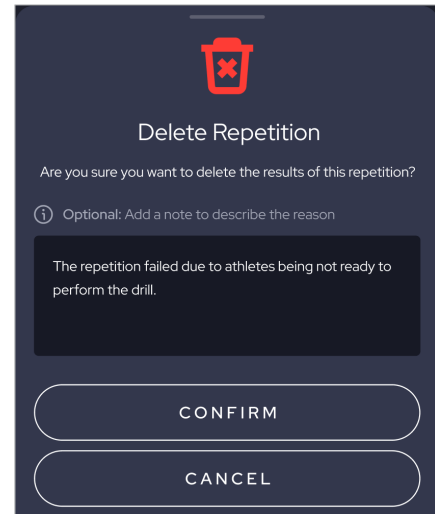 Delete Repetition
Are you sure you want to delete the results of this repetition?
Optional: Add a note to describe the reason
The repetition failed due to athletes being not ready to
perform the drill.
CONFIRM
CANCEL